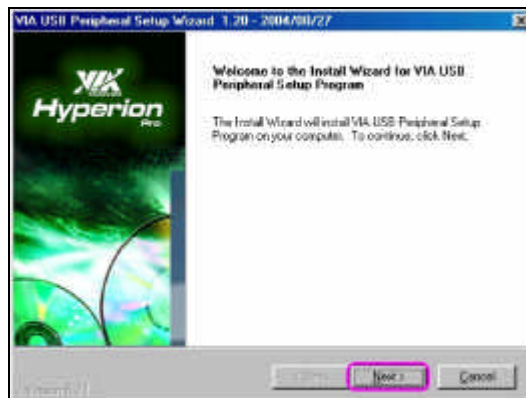 VIA USB Peripheral Setup Wizard 1.20 - 2004/08/27
VIA
Hyperion
Pro
Welcome to the Install Wizard for VIA USB
Peripheral Setup Program
The Install Wizard will install VIA USB Peripheral Setup
Program on your computer. To continue, click Next.
Next >
Cancel